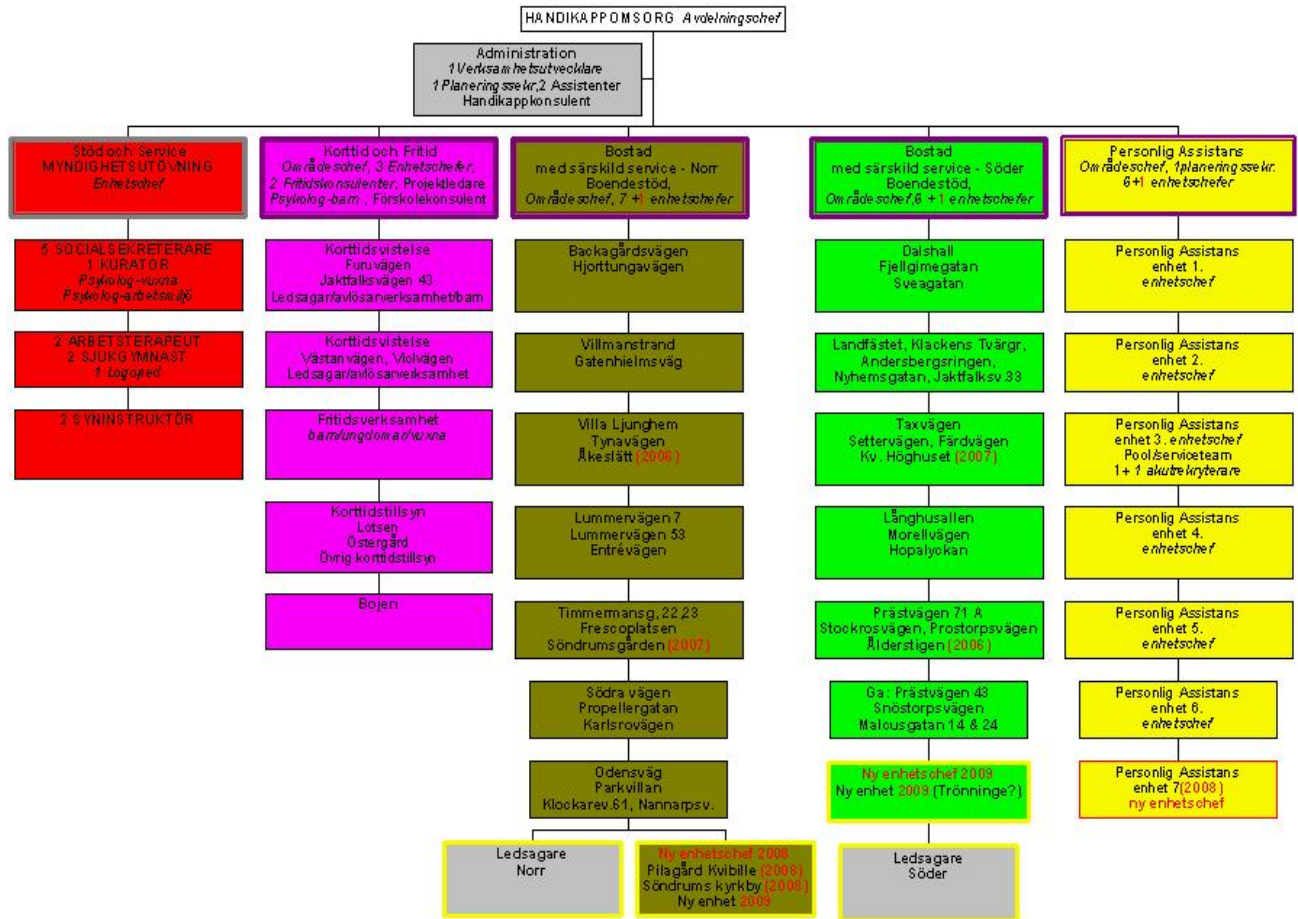 HANDIKAPPOMSORG Avdelningschef
Administration
1 Verksamhetsutvecklare
1 Planeringssekr,2 Assistenter
Handikappkonsulent
Stöd och Service
MYNDIGHETSUTÖVNING
Enhetschef
5 SOCIALSEKRETERARE
1 KURATOR
Psykolog-vuxna
Psykolog-arbetsmiljö
2 ARBETSTERAPEUT
2 SJUKGYMNAST
1 Logoped
2 SYNINSTRUKTÖR
Korttid och Fritid
Områdeschef, 3 Enhetschefer,
2 Fritidskonsulenter, Projektledare
Psykolog-barn , Förskolekonsulent
Korttidsvistelse
Furuvägen
Jaktfalksvägen 43
Ledsagar/avlösarverksamhet/barn
Korttidsvistelse
Västanvägen, Violvägen
Ledsagar/avlösarverksamhet
Fritidsverksamhet
barn/ungdomar/vuxna
Korttidstillsyn
Lotsen
Östergård
Övrig korttidstillsyn
Bojen
Bostad
med särskild service - Norr
Boendestöd,
Områdeschef, 7 +1 enhetschefer
Backagårdsvägen
Hjorttungavägen
Villmanstrand
Gatenhielmsväg
Villa Ljunghem
Tynavägen
Åkeslätt (2006)
Lummervägen 7
Lummervägen 53
Entrévägen
Timmermansg, 22,23
Frescoplatsen
Söndrumsgården (2007)
Södra vägen
Propellergatan
Karlsrovägen
Odensväg
Parkvillan
Klockarev.61, Nannarpsv.
Ledsagare
Norr
Ny enhetschef 2008
Pilagård Kvibille (2008)
Söndrums kyrkby (2008)
Ny enhet 2009
Bostad
med särskild service - Söder
Boendestöd,
Områdeschef,6 + 1 enhetschefer
Dalshall
Fjellgimegatan
Sveagatan
Landfästet, Klackens Tvärgr,
Andersbergsringen,
Nyhemsgatan, Jaktfalksv.33
Taxvägen
Settervägen, Färdvägen
Kv. Höghuset (2007)
Långhusallen
Morellvägen
Hopalyckan
Prästvägen 71 A
Stockrosvägen, Prostorpsvägen
Ålderstigen (2006)
Ga: Prästvägen 43
Snöstorpsvägen
Malcusgatan 14 & 24
Ny enhetschef 2009
Ny enhet 2009 (Trönninge?)
Ledsagare
Söder
Personlig Assistans
Områdeschef, 1planeringssekr.
6+1 enhetschefer
Personlig Assistans
enhet 1.
enhetschef
Personlig Assistans
enhet 2.
enhetschef
Personlig Assistans
enhet 3. enhetschef
Pool/serviceteam
1 + 1 akutrekryterare
Personlig Assistans
enhet 4.
enhetschef
Personlig Assistans
enhet 5.
enhetschef
Personlig Assistans
enhet 6.
enhetschef
Personlig Assistans
enhet 7(2008)
ny enhetschef